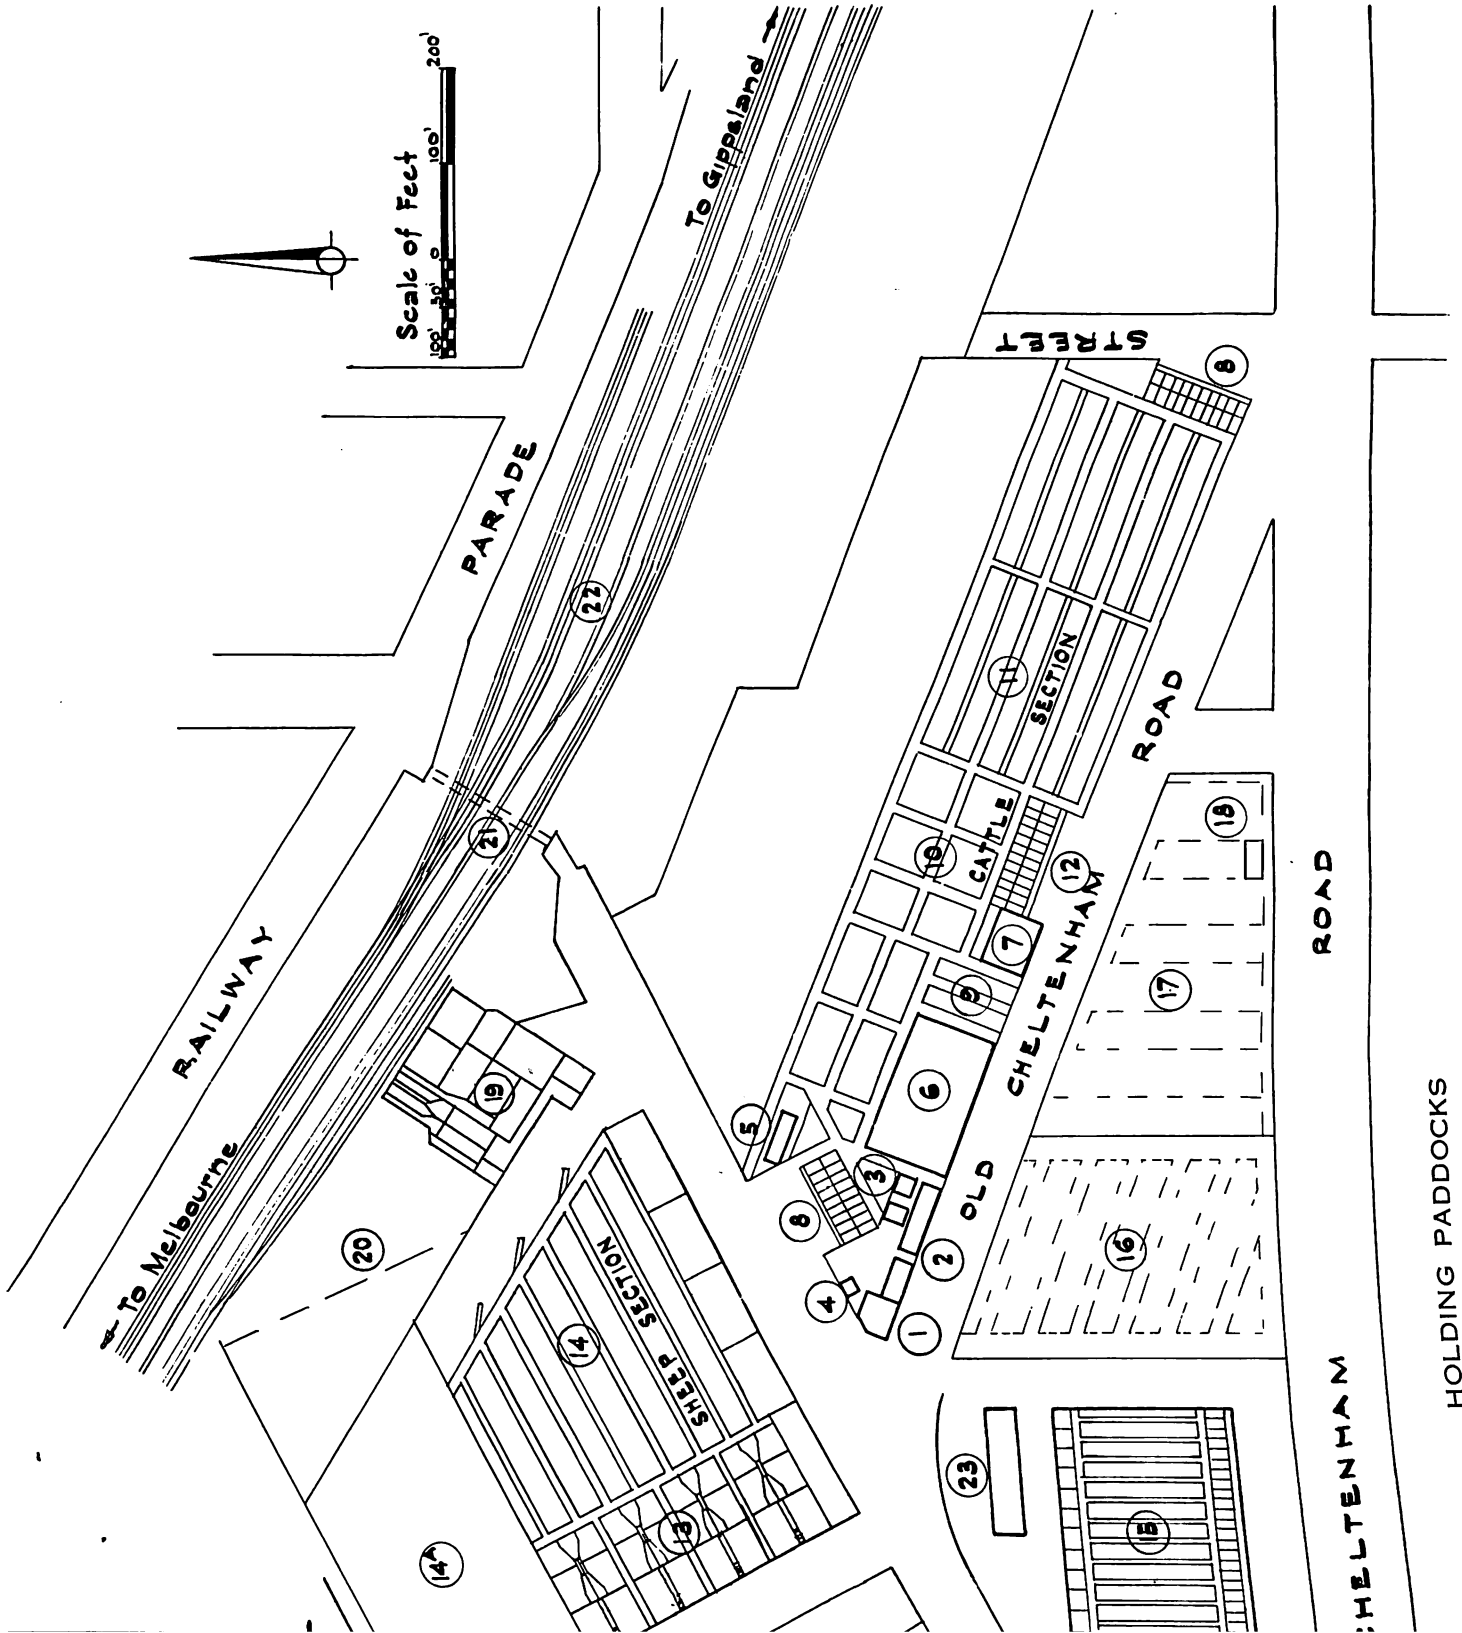 Scale of Feet
100' 50' 0 100' 200'
To Gippsland
PARADE
RAILWAY
To Melbourne
STREET
8
22
21
11
CATTLE SECTION
10
12
7
9
6
5
3
8
4
2
1
OLD CHELTENHAM ROAD
18
17
16
19
20
14
SHEEP SECTION
13
14A
23
15
CHELTENHAM ROAD
HOLDING PADDOCKS